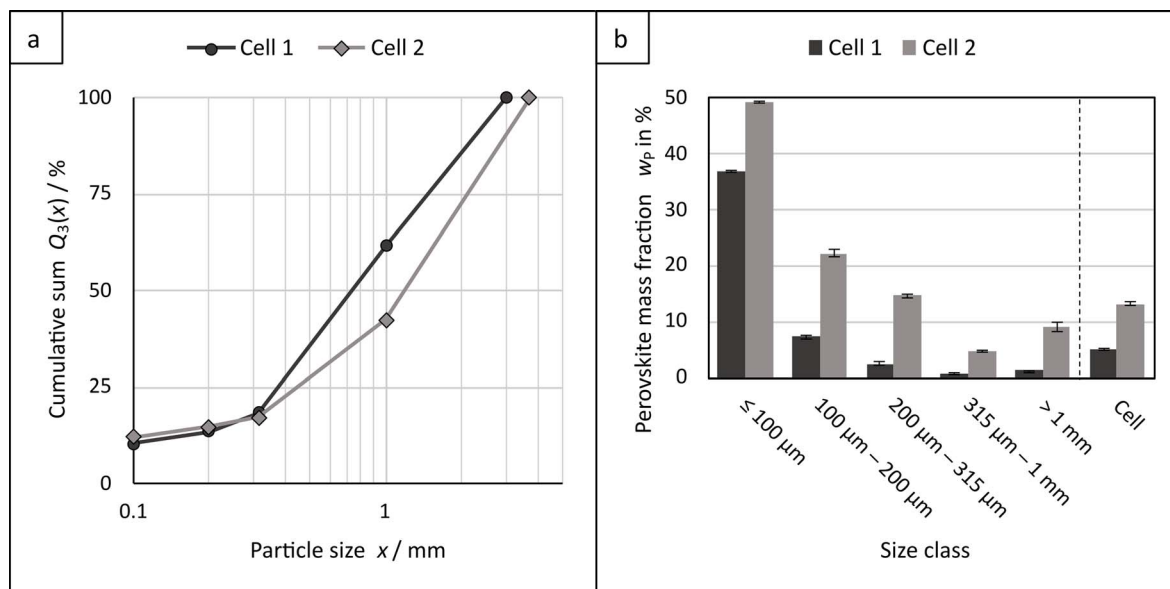 a
Cell 1 Cell 2
100
75
50
25
0
0.1 1
Cumulative sum Q₃(x) / %
Particle size x / mm
b
Cell 1 Cell 2
50
40
30
20
10
0
Perovskite mass fraction wₚ in %
≤ 100 µm
100 µm – 200 µm
200 µm – 315 µm
315 µm – 1 mm
> 1 mm
Cell
Size class